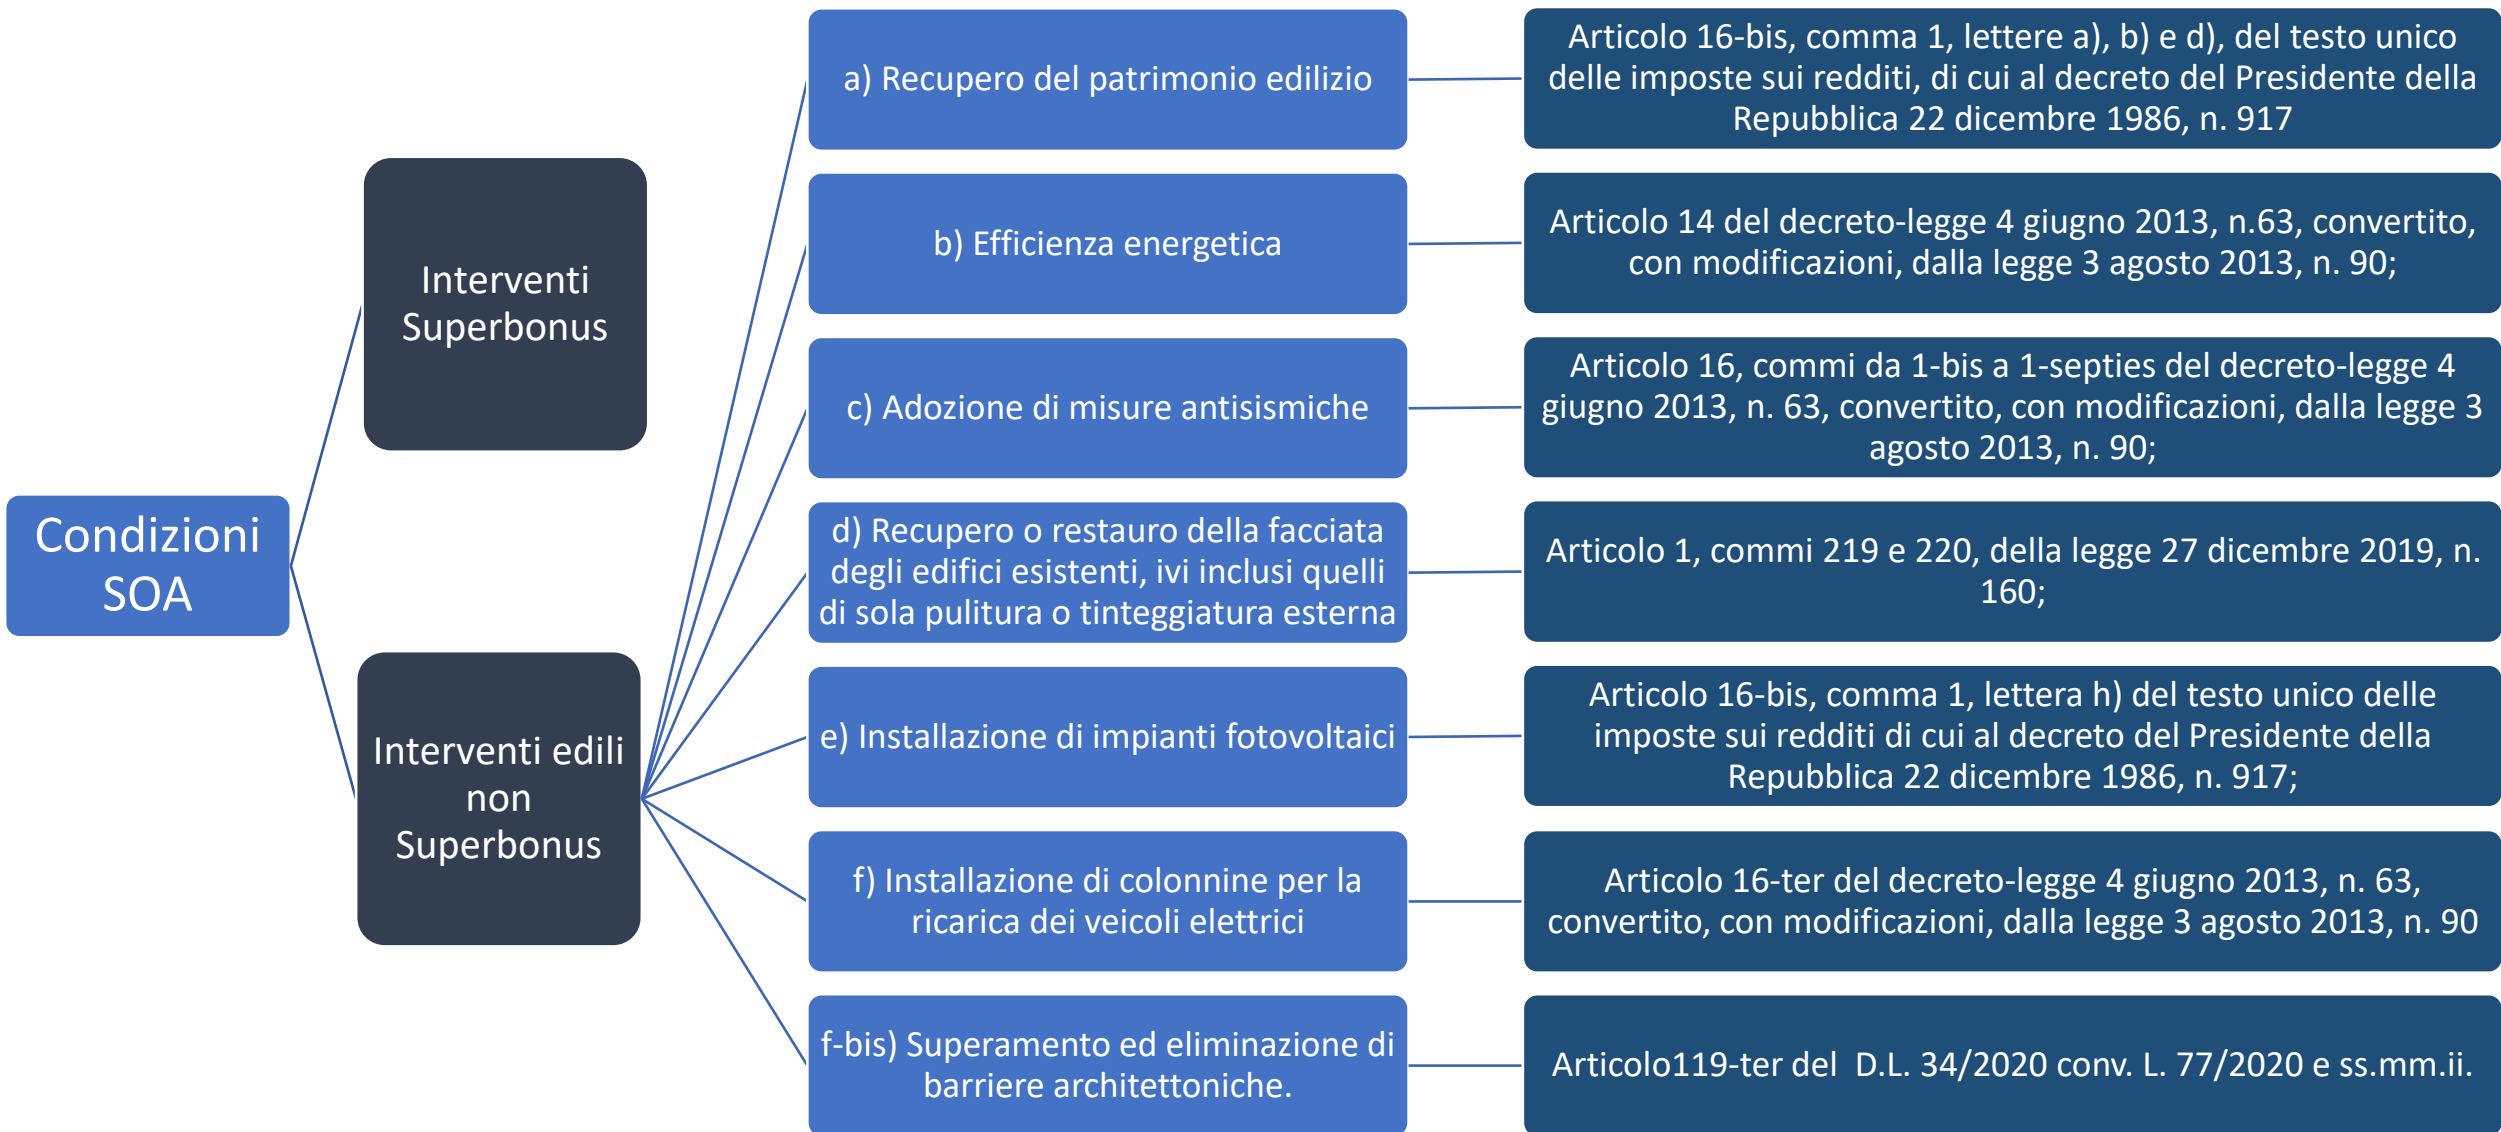 Condizioni
SOA
Interventi
Superbonus
Interventi edili
non
Superbonus
a) Recupero del patrimonio edilizio
Articolo 16-bis, comma 1, lettere a), b) e d), del testo unico
delle imposte sui redditi, di cui al decreto del Presidente della
Repubblica 22 dicembre 1986, n. 917
b) Efficienza energetica
Articolo 14 del decreto-legge 4 giugno 2013, n.63, convertito,
con modificazioni, dalla legge 3 agosto 2013, n. 90;
c) Adozione di misure antisismiche
Articolo 16, commi da 1-bis a 1-septies del decreto-legge 4
giugno 2013, n. 63, convertito, con modificazioni, dalla legge 3
agosto 2013, n. 90;
d) Recupero o restauro della facciata
degli edifici esistenti, ivi inclusi quelli
di sola pulitura o tinteggiatura esterna
Articolo 1, commi 219 e 220, della legge 27 dicembre 2019, n.
160;
e) Installazione di impianti fotovoltaici
Articolo 16-bis, comma 1, lettera h) del testo unico delle
imposte sui redditi di cui al decreto del Presidente della
Repubblica 22 dicembre 1986, n. 917;
f) Installazione di colonnine per la
ricarica dei veicoli elettrici
Articolo 16-ter del decreto-legge 4 giugno 2013, n. 63,
convertito, con modificazioni, dalla legge 3 agosto 2013, n. 90
f-bis) Superamento ed eliminazione di
barriere architettoniche.
Articolo119-ter del  D.L. 34/2020 conv. L. 77/2020 e ss.mm.ii.